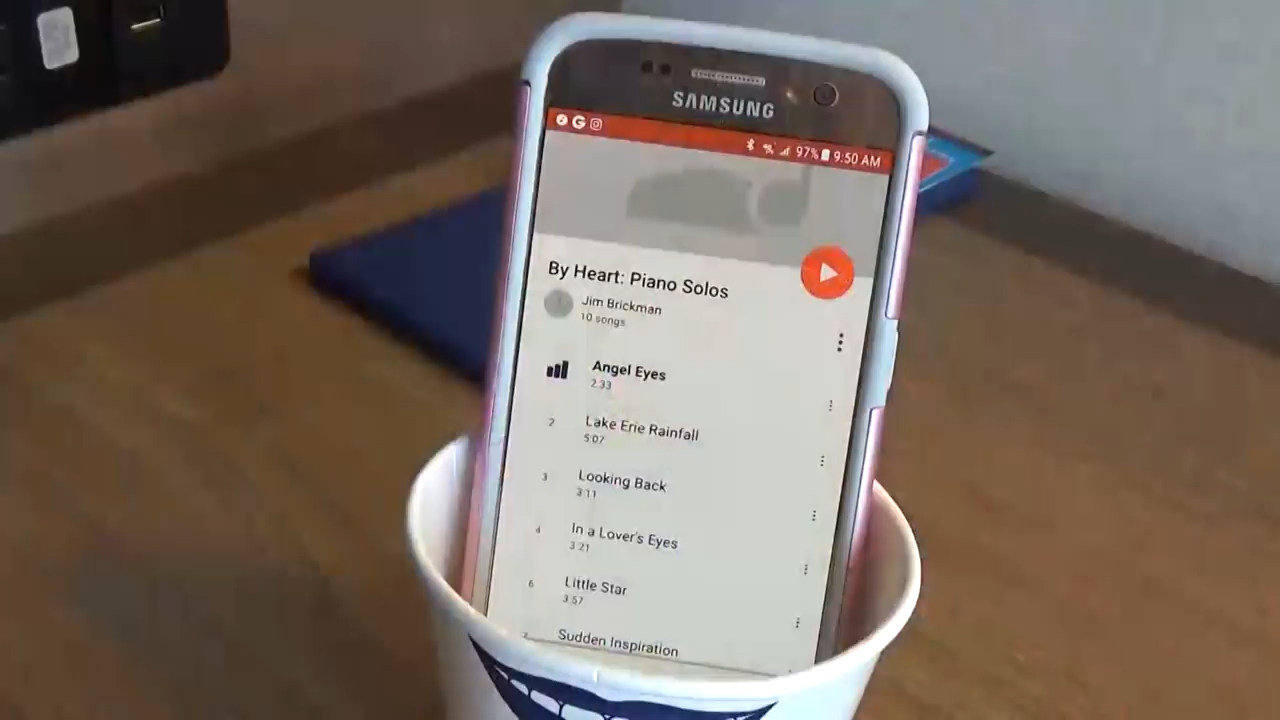 SAMSUNG
97% 9:50 AM
By Heart: Piano Solos
Jim Brickman
10 songs
Angel Eyes
2:33
2 Lake Erie Rainfall
5:07
3 Looking Back
3:11
4 In a Lover's Eyes
3:21
6 Little Star
3:57
7 Sudden Inspiration